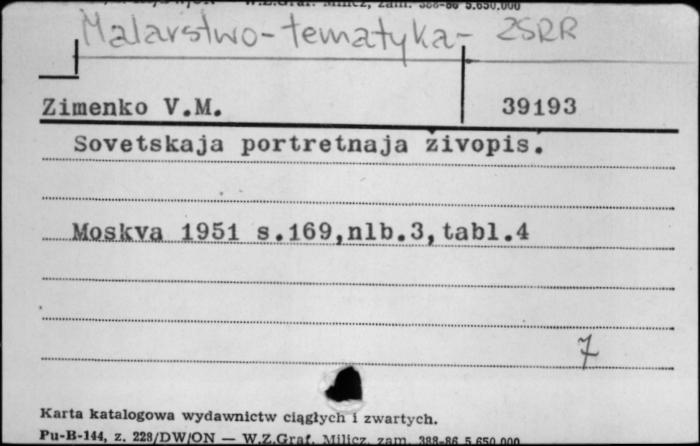 Malarstwo-tematyka- ZSRR
Zimenko V.M. 39193
Sovetskaja portretnaja živopis'.
Moskva 1951 s.169,nlb.3,tabl.4
7
Karta katalogowa wydawnictw ciągłych i zwartych.
Pu-B-144, z. 228/DW/ON — W.Z.Graf. Milicz, zam. 388-86 5.650.000